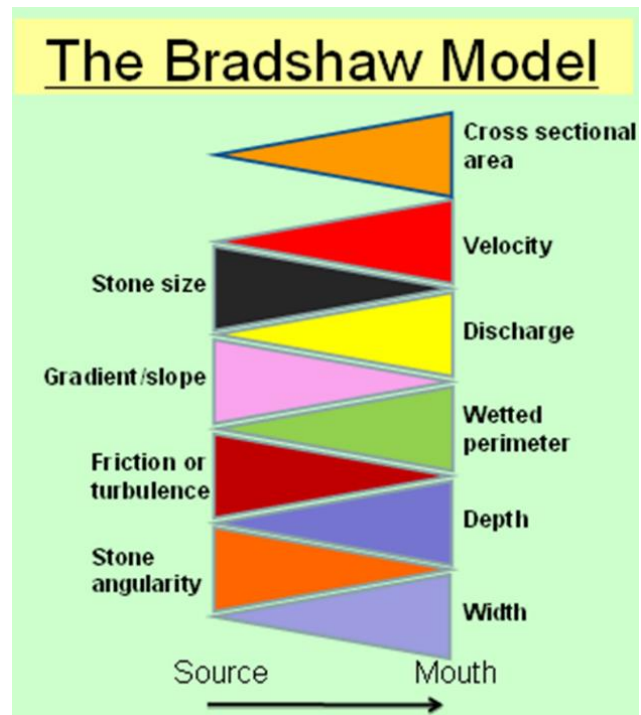 The Bradshaw Model
Cross sectional
area
Velocity
Stone size
Discharge
Gradient/slope
Wetted
perimeter
Friction or
turbulence
Depth
Stone
angularity
Width
Source
Mouth